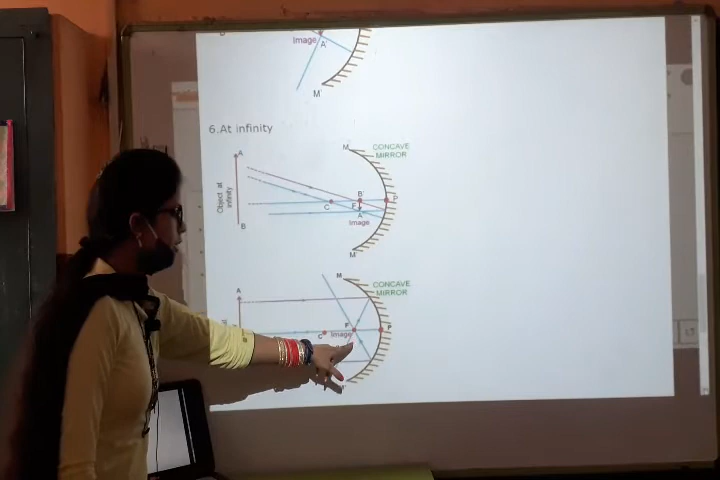 Image
A'
M'
6.At infinity
A
M
CONCAVE
MIRROR
Object at
infinity
B'
P
C
F
A'
Image
B
M'
M
CONCAVE
MIRROR
A
F
P
C
Image